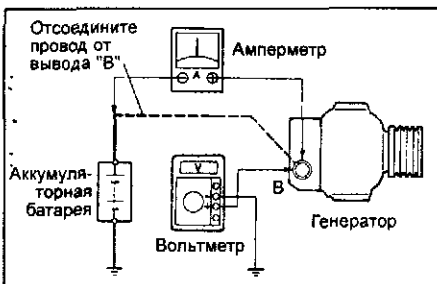 Отсоедините
провод от
вывода "В"
Амперметр
А
Аккумуля-
торная
батарея
V
В
Вольтметр
Генератор